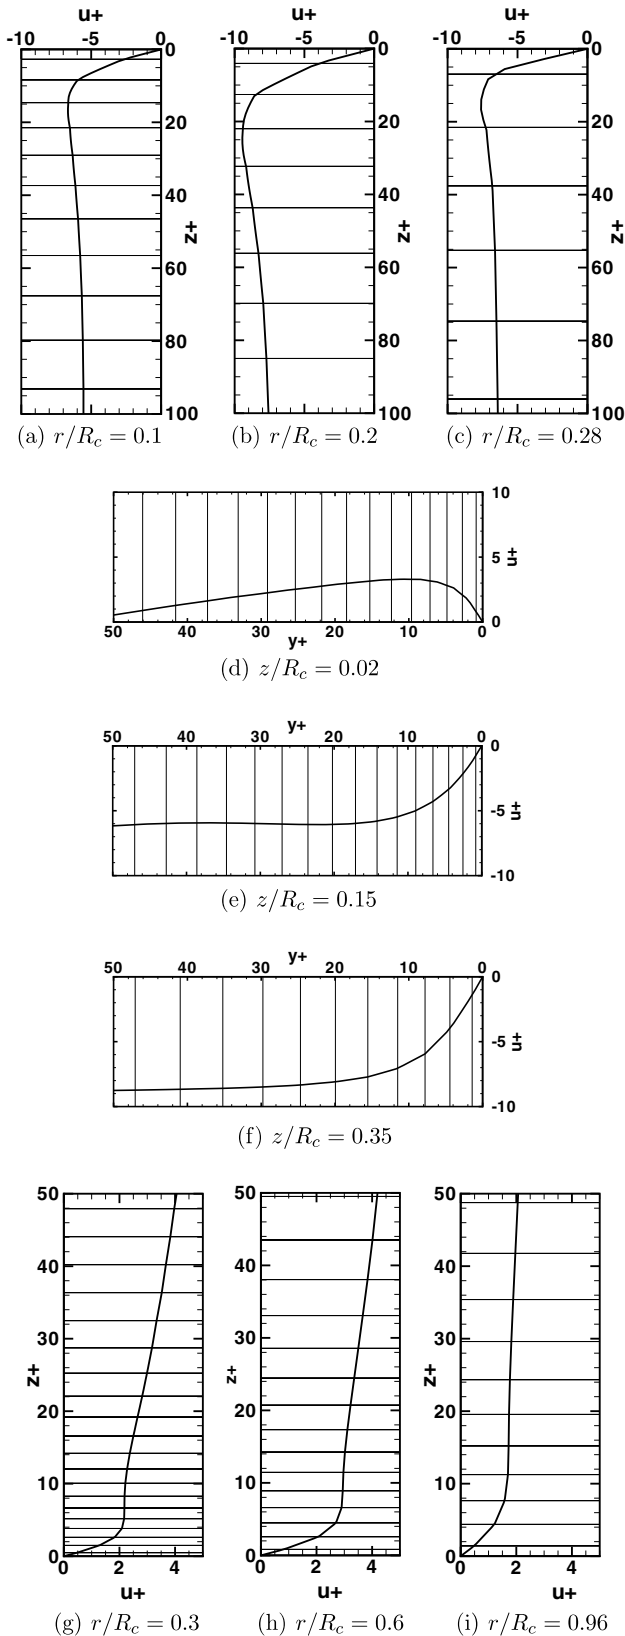 u+ u+ u+
-10 -5 0 -10 -5 0 -10 -5 0
20 20 20
40 40 40
z+ z+ z+
60 60 60
80 80 80
100 100 100
(a) r/R_c = 0.1 (b) r/R_c = 0.2 (c) r/R_c = 0.28
10
5
u+
0
50 40 30 20 10 0
y+
(d) z/R_c = 0.02
y+
50 40 30 20 10 0
0
-5
u+
-10
(e) z/R_c = 0.15
y+
50 40 30 20 10 0
0
-5
u+
-10
(f) z/R_c = 0.35
50 50 50
40 40 40
30 30 30
z+ z+ z+
20 20 20
10 10 10
0 0 0
0 2 4 0 2 4 0 2 4
u+ u+ u+
(g) r/R_c = 0.3 (h) r/R_c = 0.6 (i) r/R_c = 0.96